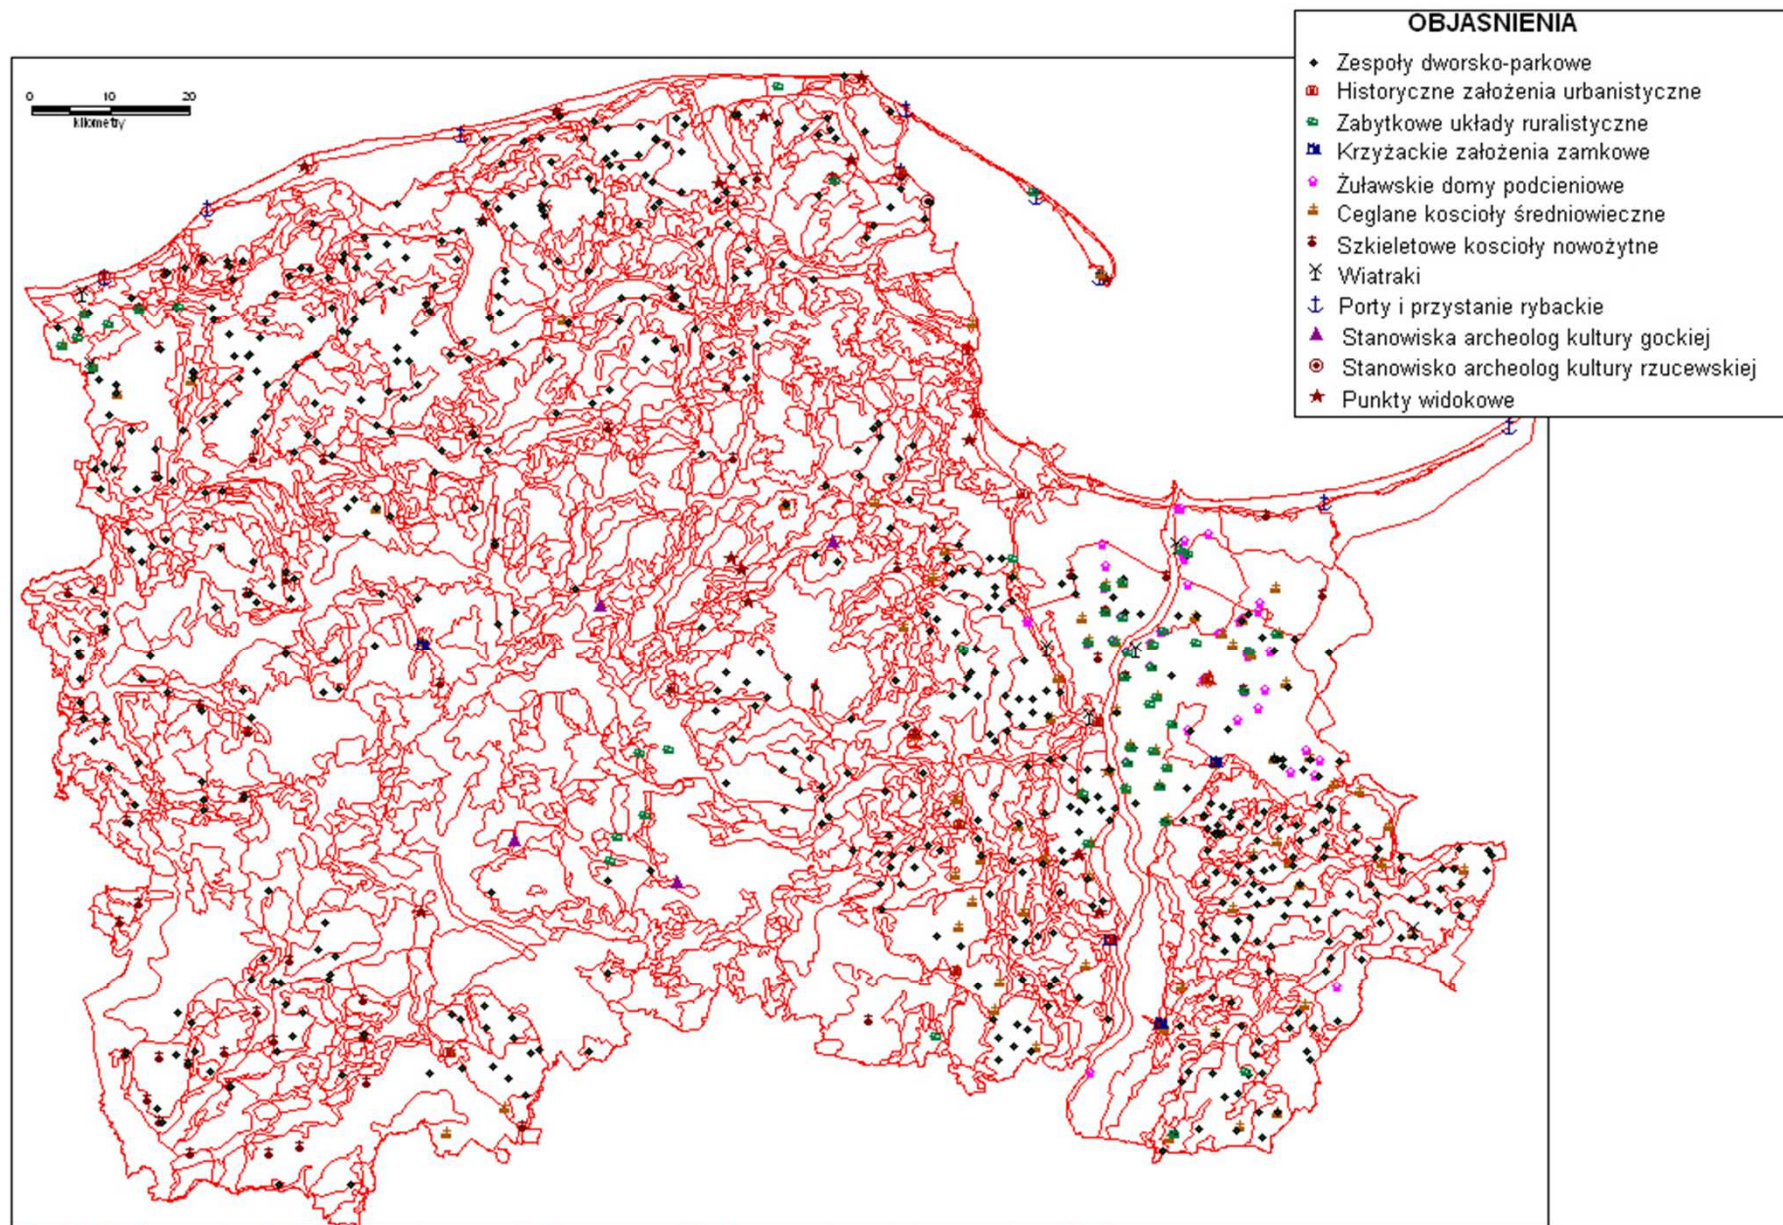 OBJASNIENIA
Zespoły dworsko-parkowe
Historyczne założenia urbanistyczne
Zabytkowe układy ruralistyczne
Krzyżackie założenia zamkowe
Żuławskie domy podcieniowe
Ceglane koscioły średniowieczne
Szkieletowe koscioły nowożytne
Wiatraki
Porty i przystanie rybackie
Stanowiska archeolog kultury gockiej
Stanowisko archeolog kultury rzucewskiej
Punkty widokowe
0 10 20
kilometry